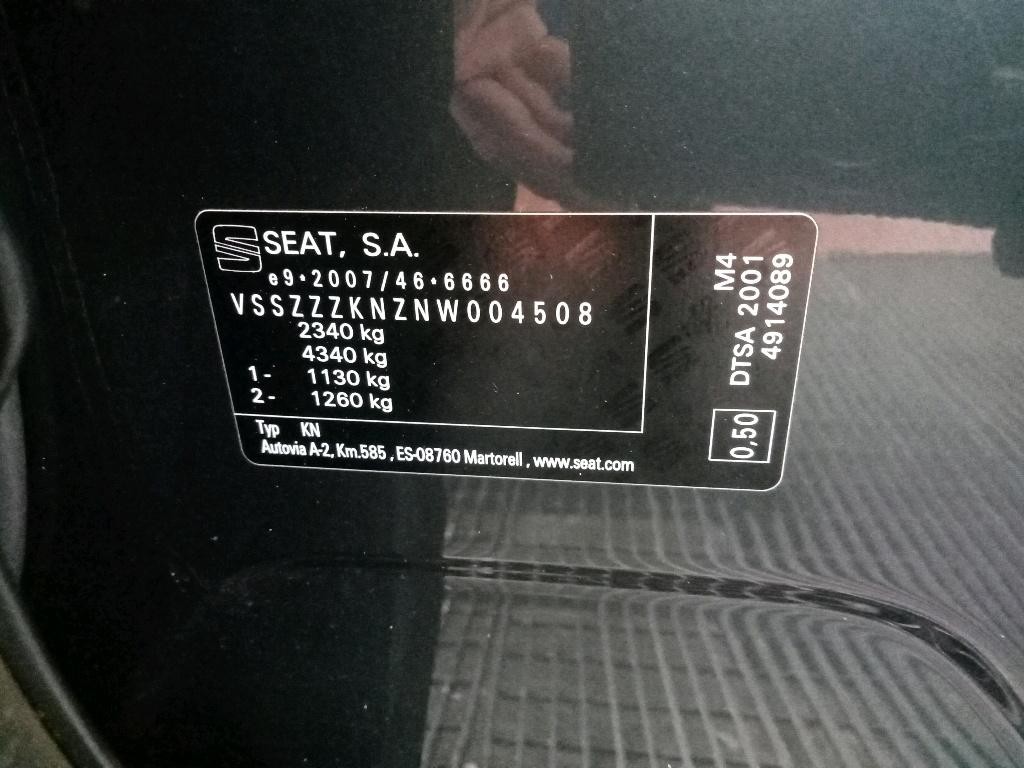 SEAT, S.A.
e9*2007/46*6666
VSSZZZKNZNW004508
2340 kg
4340 kg
1- 1130 kg
2- 1260 kg
Typ KN
Autovia A-2, Km.585 , ES-08760 Martorell , www.seat.com
M4
DTSA 2001
4914089
0,50